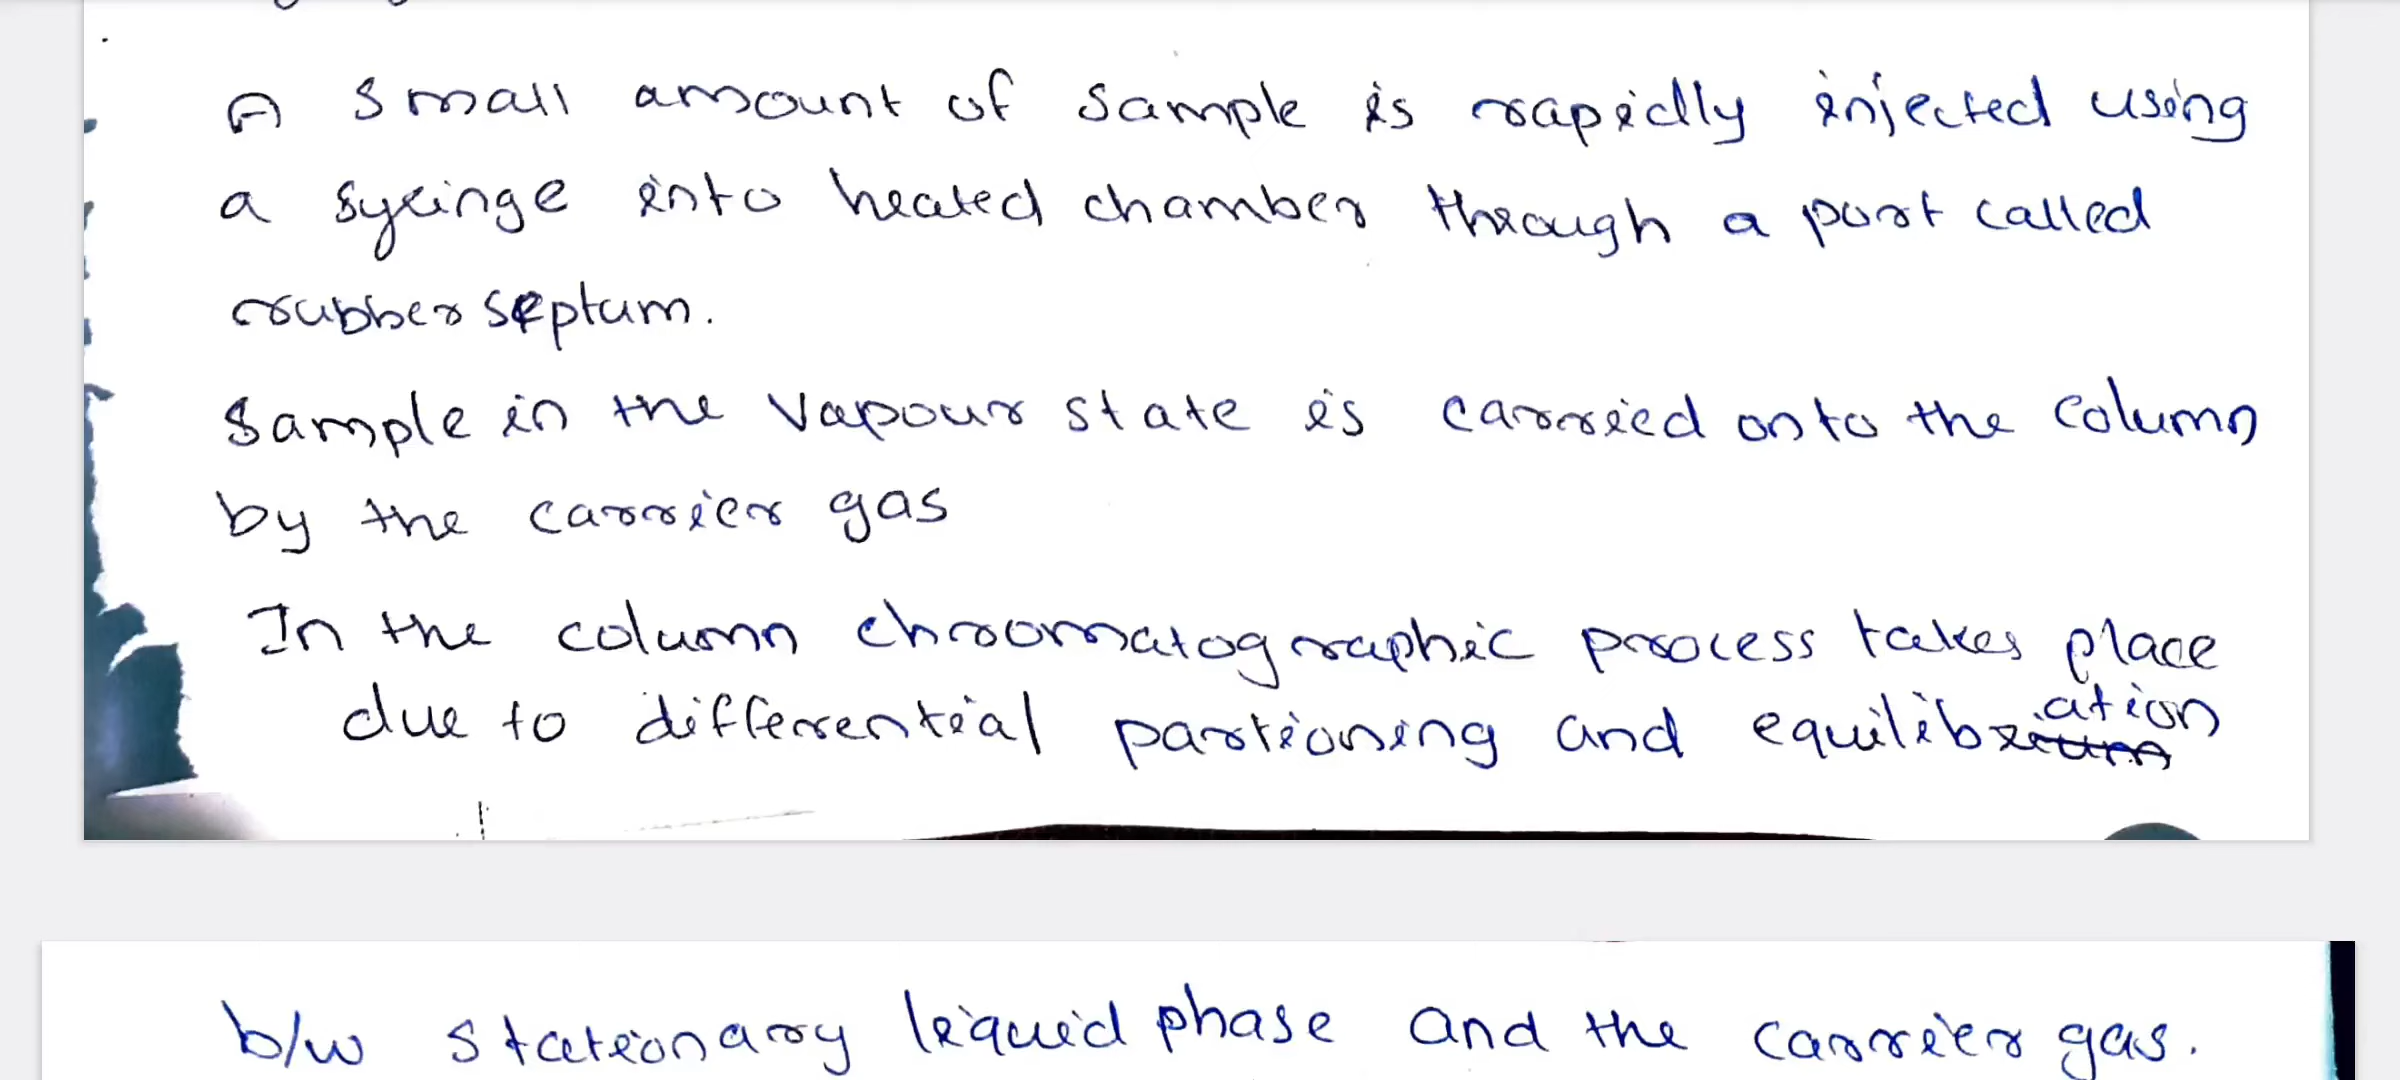 A small amount of sample is rapidly injected using
a syringe into heated chamber through a port called
rubber septum.
Sample in the vapour state is carried onto the column
by the carrier gas
In the column chromatographic process takes place
due to differential partioning and equilibriation
b/w stationary liquid phase and the carrier gas.